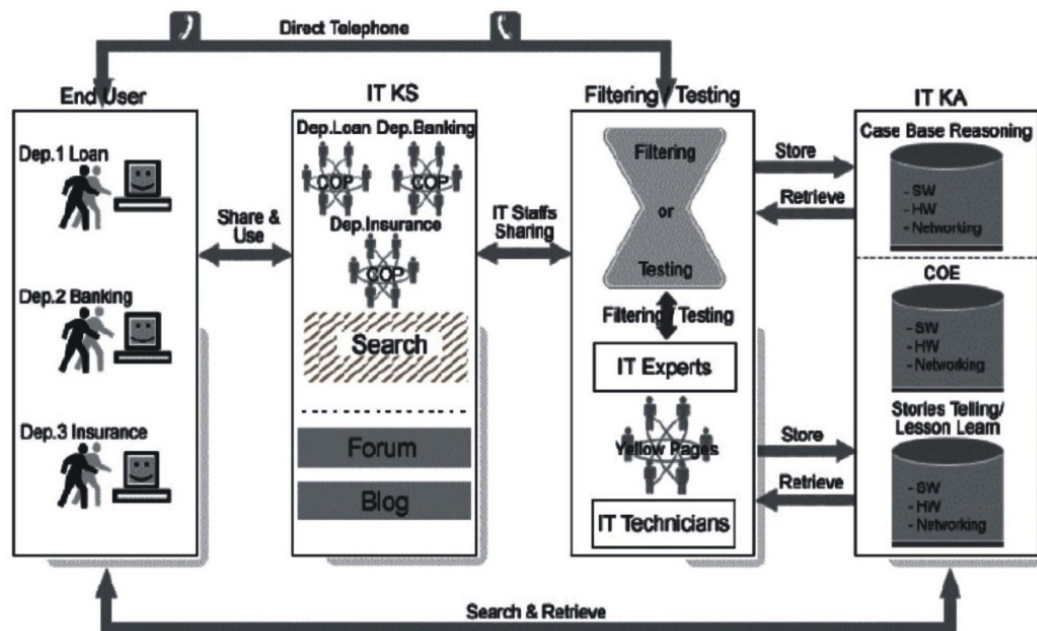 Direct Telephone
End User
Dep.1 Loan
Dep.2 Banking
Dep.3 Insurance
Share &
Use
IT KS
Dep.Loan Dep.Banking
COP COP
Dep.Insurance
COP
Search
Forum
Blog
IT Staffs
Sharing
Filtering / Testing
Filtering
or
Testing
Filtering / Testing
IT Experts
Yellow Pages
IT Technicians
Store
Retrieve
Store
Retrieve
IT KA
Case Base Reasoning
- SW
- HW
- Networking
COE
- SW
- HW
- Networking
Stories Telling/
Lesson Learn
- SW
- HW
- Networking
Search & Retrieve